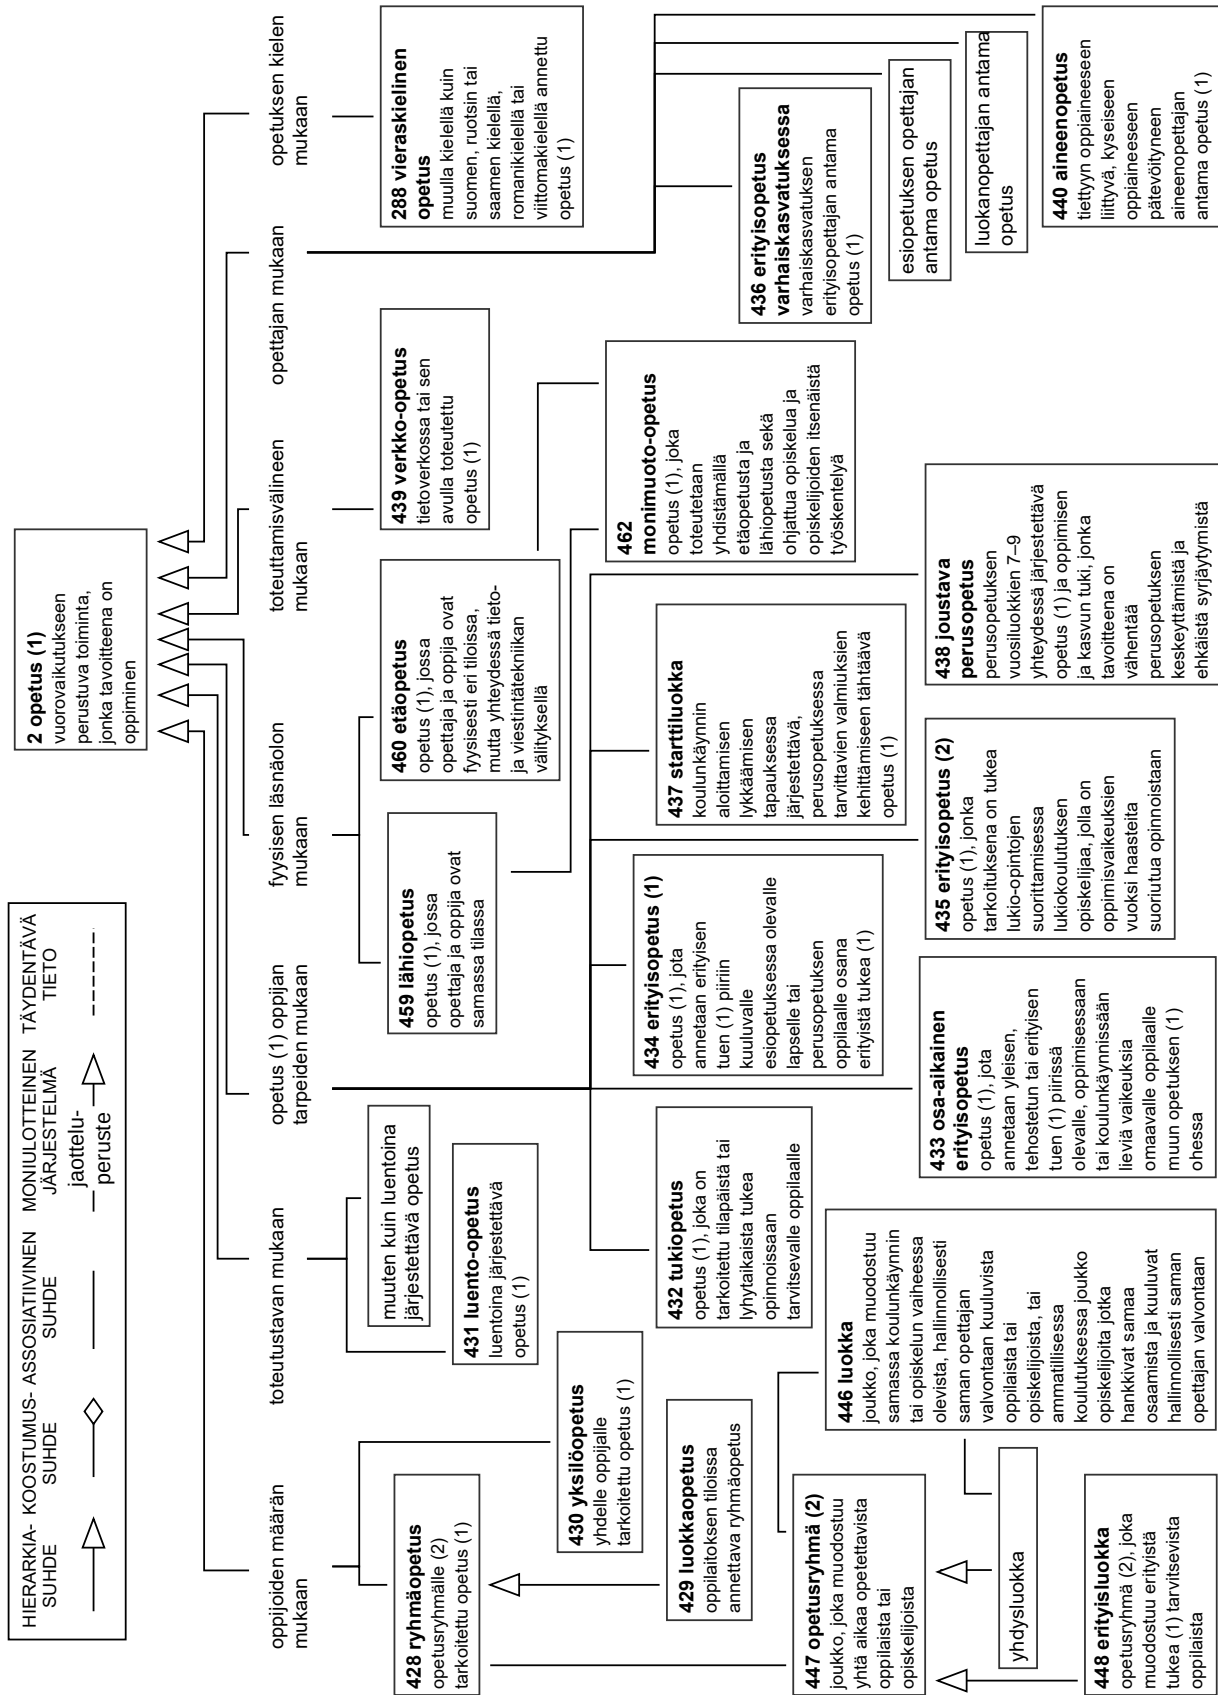 HIERARKIA-
SUHDE
KOOSTUMUS-
SUHDE
ASSOSIATIIVINEN
SUHDE
MONIULOTTEINEN
JÄRJESTELMÄ
jaottelu-
peruste
TÄYDENTÄVÄ
TIETO
2 opetus (1)
vuorovaikutukseen
perustuva toiminta,
jonka tavoitteena on
oppiminen
oppijoiden määrän
mukaan
toteutustavan mukaan
opetus (1) oppijan
tarpeiden mukaan
fyysisen läsnäolon
mukaan
toteuttamisvälineen
mukaan
opettajan mukaan
opetuksen kielen
mukaan
428 ryhmäopetus
opetusryhmälle (2)
tarkoitettu opetus (1)
430 yksilöopetus
yhdelle oppijalle
tarkoitettu opetus (1)
429 luokkaopetus
oppilaitoksen tiloissa
annettava ryhmäopetus
447 opetusryhmä (2)
joukko, joka muodostuu
yhtä aikaa opetettavista
oppilaista tai
opiskelijoista
446 luokka
joukko, joka muodostuu
samassa koulunkäynnin
tai opiskelun vaiheessa
olevista, hallinnollisesti
saman opettajan
valvontaan kuuluvista
oppilaista tai
opiskelijoista, tai
ammatillisessa
koulutuksessa joukko
opiskelijoita jotka
hankkivat samaa
osaamista ja kuuluvat
hallinnollisesti saman
opettajan valvontaan
yhdysluokka
448 erityisluokka
opetusryhmä (2), joka
muodostuu erityistä
tukea (1) tarvitsevista
oppilaista
muuten kuin luentoina
järjestettävä opetus
431 luento-opetus
luentoina järjestettävä
opetus (1)
432 tukiopetus
opetus (1), joka on
tarkoitettu tilapäistä tai
lyhytaikaista tukea
opinnoissaan
tarvitsevalle oppilaalle
433 osa-aikainen
erityisopetus
opetus (1), jota
annetaan yleisen,
tehostetun tai erityisen
tuen (1) piirissä
olevalle, oppimisessaan
tai koulunkäynnissään
lieviä vaikeuksia
omaavalle oppilaalle
muun opetuksen (1)
ohessa
434 erityisopetus (1)
opetus (1), jota
annetaan erityisen
tuen (1) piiriin
kuuluvalle
esiopetuksessa olevalle
lapselle tai
perusopetuksen
oppilaalle osana
erityistä tukea (1)
435 erityisopetus (2)
opetus (1), jonka
tarkoituksena on tukea
lukio-opintojen
suorittamisessa
lukiokoulutuksen
opiskelijaa, jolla on
oppimisvaikeuksien
vuoksi haasteita
suoriutua opinnoistaan
437 starttiluokka
koulunkäynnin
aloittamisen
lykkäämisen
tapauksessa
järjestettävä,
perusopetuksessa
tarvittavien valmiuksien
kehittämiseen tähtäävä
opetus (1)
438 joustava
perusopetus
perusopetuksen
vuosiluokkien 7–9
yhteydessä järjestettävä
opetus (1) ja oppimisen
ja kasvun tuki, jonka
tavoitteena on
vähentää
perusopetuksen
keskeyttämistä ja
ehkäistä syrjäytymistä
459 lähiopetus
opetus (1), jossa
opettaja ja oppija ovat
samassa tilassa
460 etäopetus
opetus (1), jossa
opettaja ja oppija ovat
fyysisesti eri tiloissa,
mutta yhteydessä tieto-
ja viestintätekniikan
välityksellä
462
monimuoto-opetus
opetus (1), joka
toteutetaan
yhdistämällä
etäopetusta ja
lähiopetusta sekä
ohjattua opiskelua ja
opiskelijoiden itsenäistä
työskentelyä
439 verkko-opetus
tietoverkossa tai sen
avulla toteutettu
opetus (1)
436 erityisopetus
varhaiskasvatuksessa
varhaiskasvatuksen
erityisopettajan antama
opetus (1)
esiopetuksen opettajan
antama opetus
luokanopettajan antama
opetus
440 aineenopetus
tiettyyn oppiaineeseen
liittyvä, kyseiseen
oppiaineeseen
pätevöityneen
aineenopettajan
antama opetus (1)
288 vieraskielinen
opetus
muulla kielellä kuin
suomen, ruotsin tai
saamen kielellä,
romanikielellä tai
viittomakielellä annettu
opetus (1)